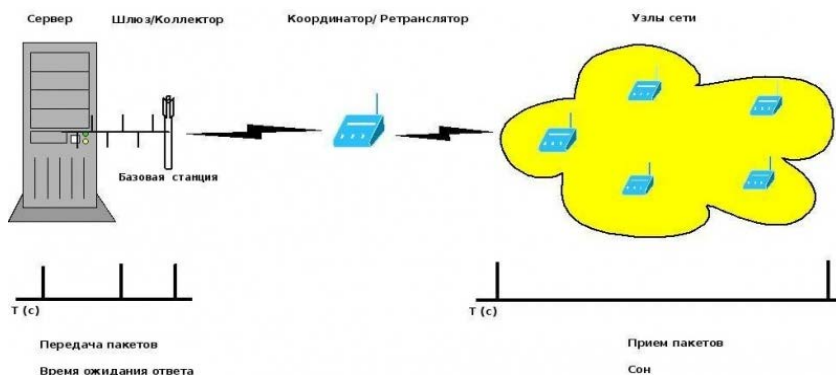 Сервер Шлюз/Коллектор Координатор/ Ретранслятор Узлы сети
Базовая станция
T (с) T (с)
Передача пакетов Прием пакетов
Время ожидания ответа Сон